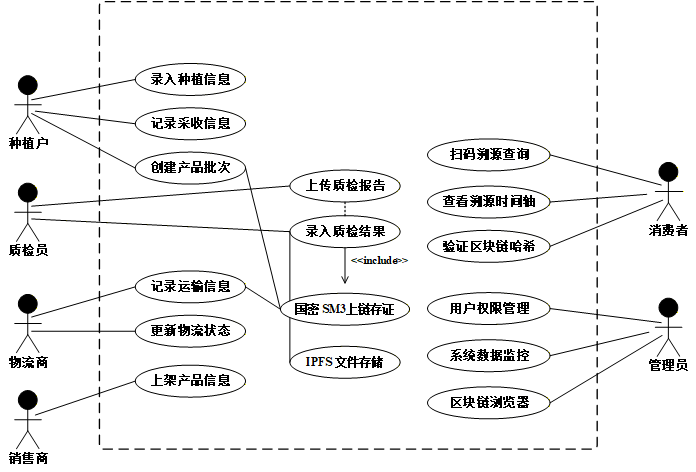 录入种植信息
种植户
记录采收信息
创建产品批次
扫码溯源查询
上传质检报告
查看溯源时间轴
消费者
质检员
录入质检结果
验证区块链哈希
<<include>>
记录运输信息
国密 SM3上链存证
用户权限管理
更新物流状态
物流商
IPFS 文件存储
系统数据监控
管理员
上架产品信息
区块链浏览器
销售商